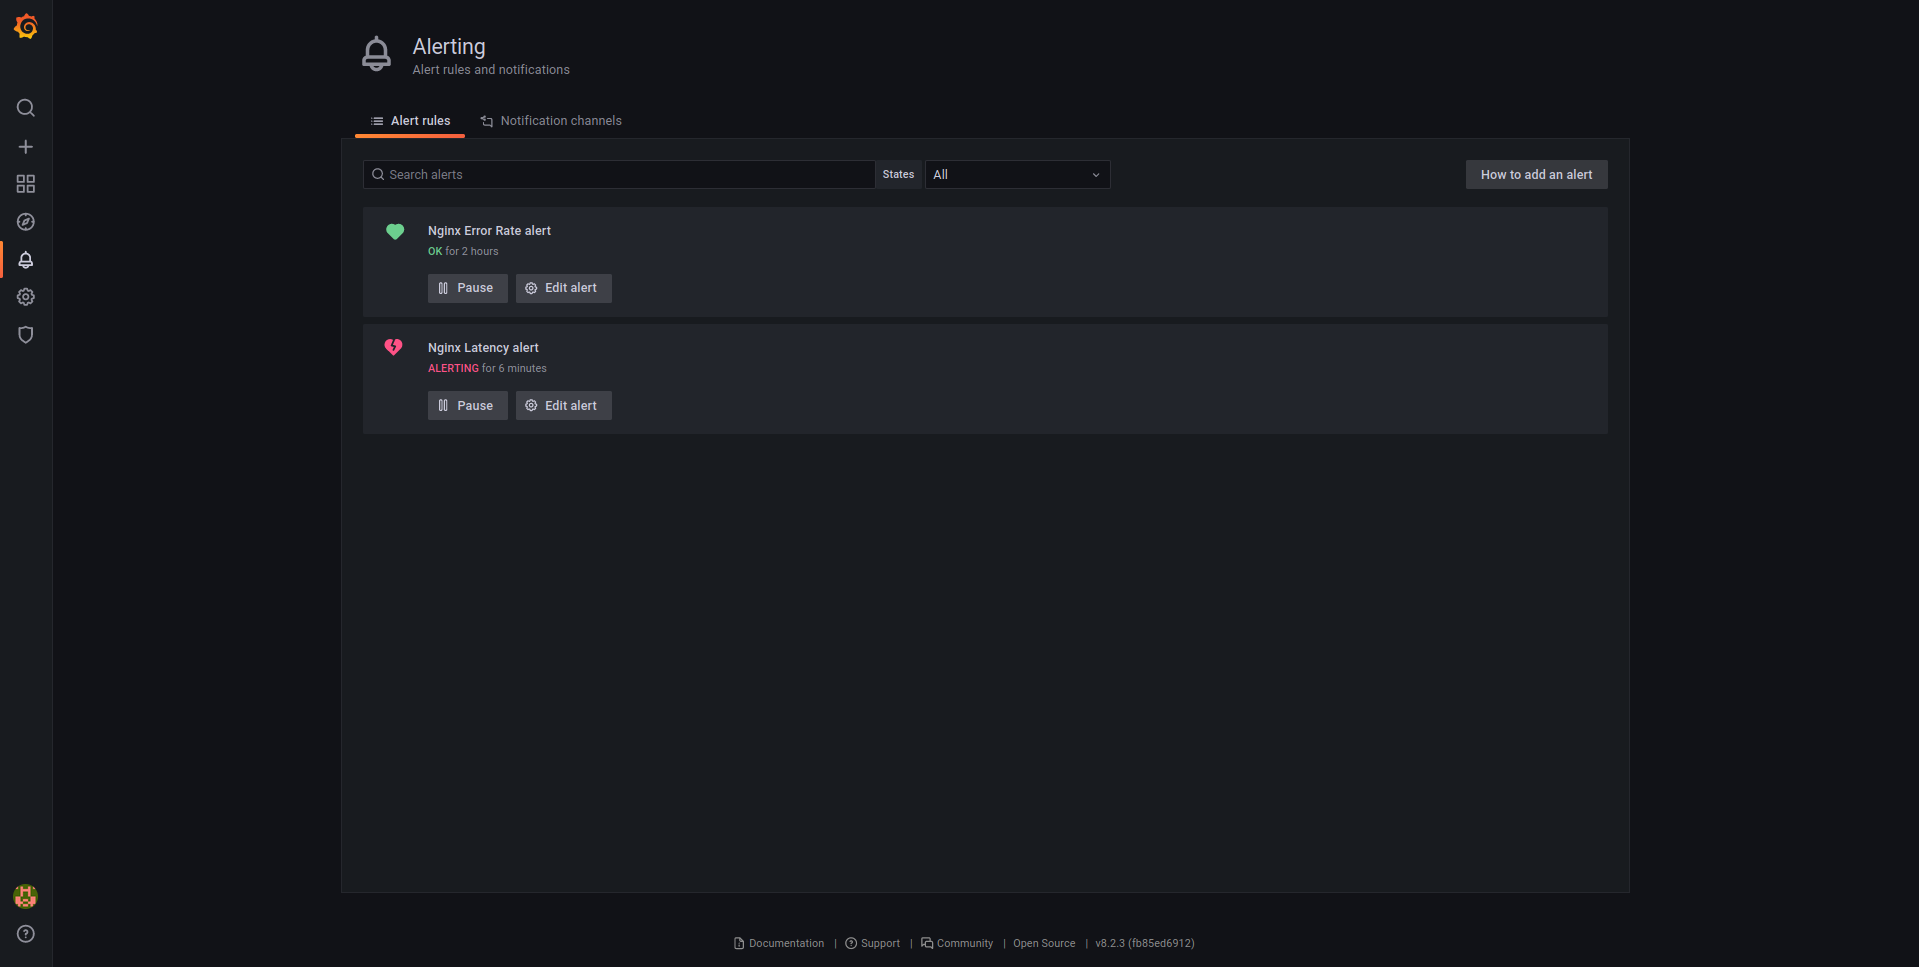 Alerting
Alert rules and notifications
Alert rules
Notification channels
Search alerts
States
All
How to add an alert
Nginx Error Rate alert
OK for 2 hours
Pause
Edit alert
Nginx Latency alert
ALERTING for 6 minutes
Pause
Edit alert
Documentation | Support | Community | Open Source | v8.2.3 (fb85ed6912)